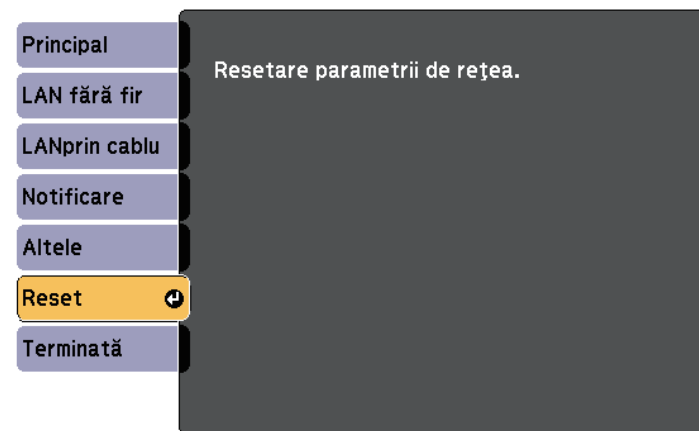 Principal
Resetare parametrii de reţea.
LAN fără fir
LANprin cablu
Notificare
Altele
Reset
Terminată